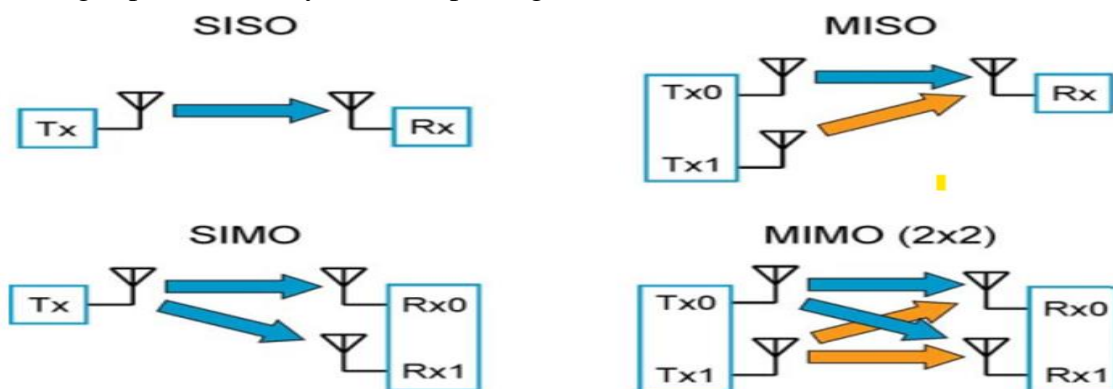 SISO
MISO
Tx
Rx
Tx0
Tx1
Rx
SIMO
MIMO (2x2)
Tx
Rx0
Rx1
Tx0
Tx1
Rx0
Rx1